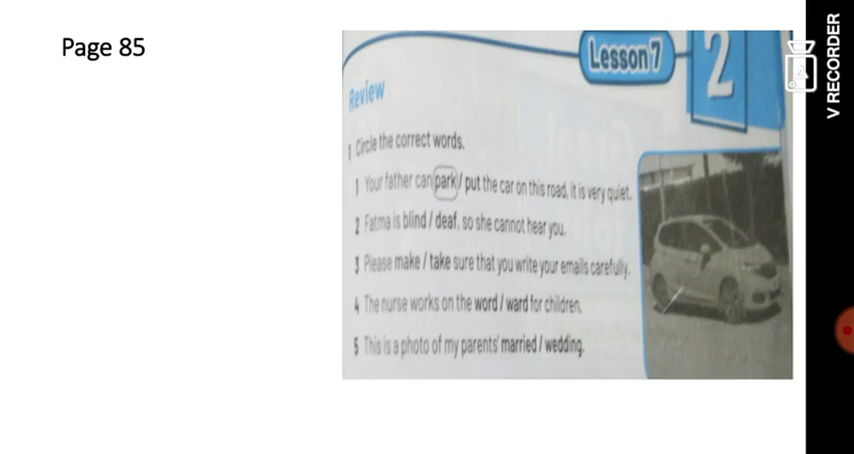 Page 85
Lesson 7
2
Review
1 Circle the correct words.
1 Your father can park / put the car on this road, it is very quiet.
2 Fatma is blind / deaf, so she cannot hear you.
3 Please make / take sure that you write your emails carefully.
4 The nurse works on the word / ward for children.
5 This is a photo of my parents' married / wedding.
V RECORDER